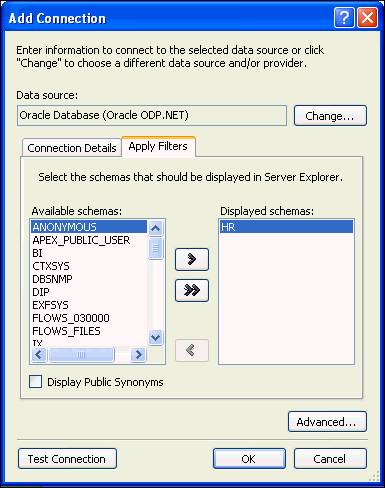 Add Connection
Enter information to connect to the selected data source or click
"Change" to choose a different data source and/or provider.
Data source:
Oracle Database (Oracle ODP.NET)
Change...
Connection Details
Apply Filters
Select the schemas that should be displayed in Server Explorer.
Available schemas:
Displayed schemas:
ANONYMOUS
HR
APEX_PUBLIC_USER
BI
CTXSYS
DBSNMP
DIP
EXFSYS
FLOWS_030000
FLOWS_FILES
IX
Display Public Synonyms
Advanced...
Test Connection
OK
Cancel